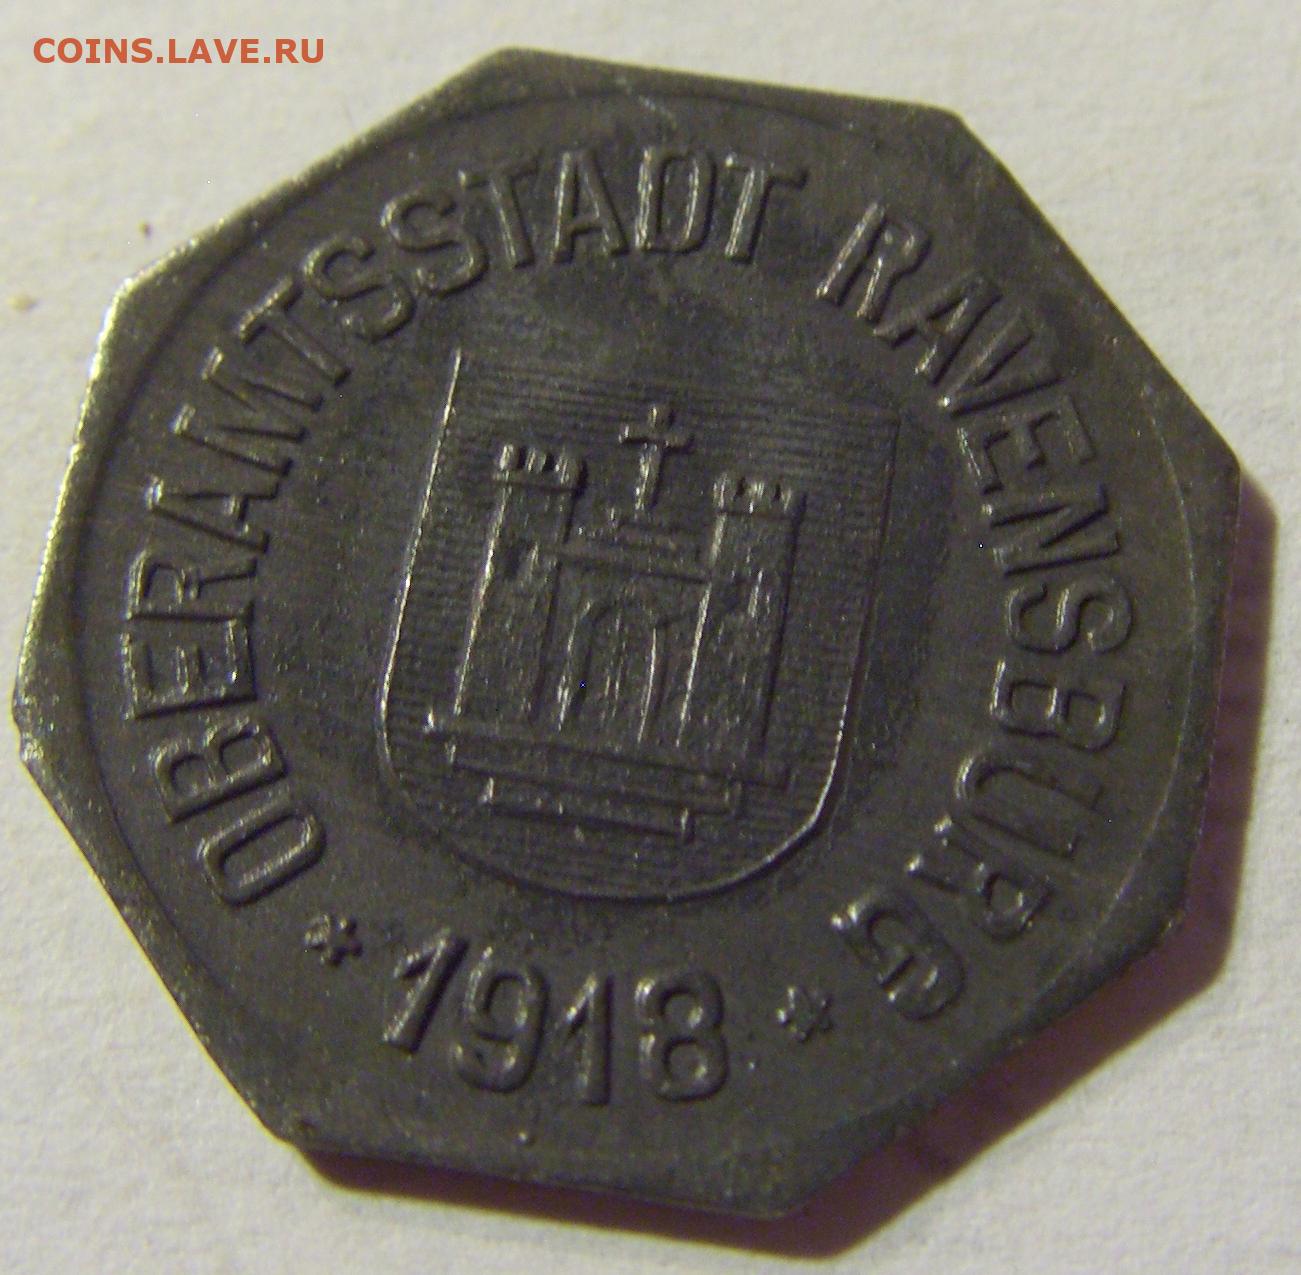 COINS.LAVE.RU
OBERAMTSSTADT RAVENSBURG
* 1918 *